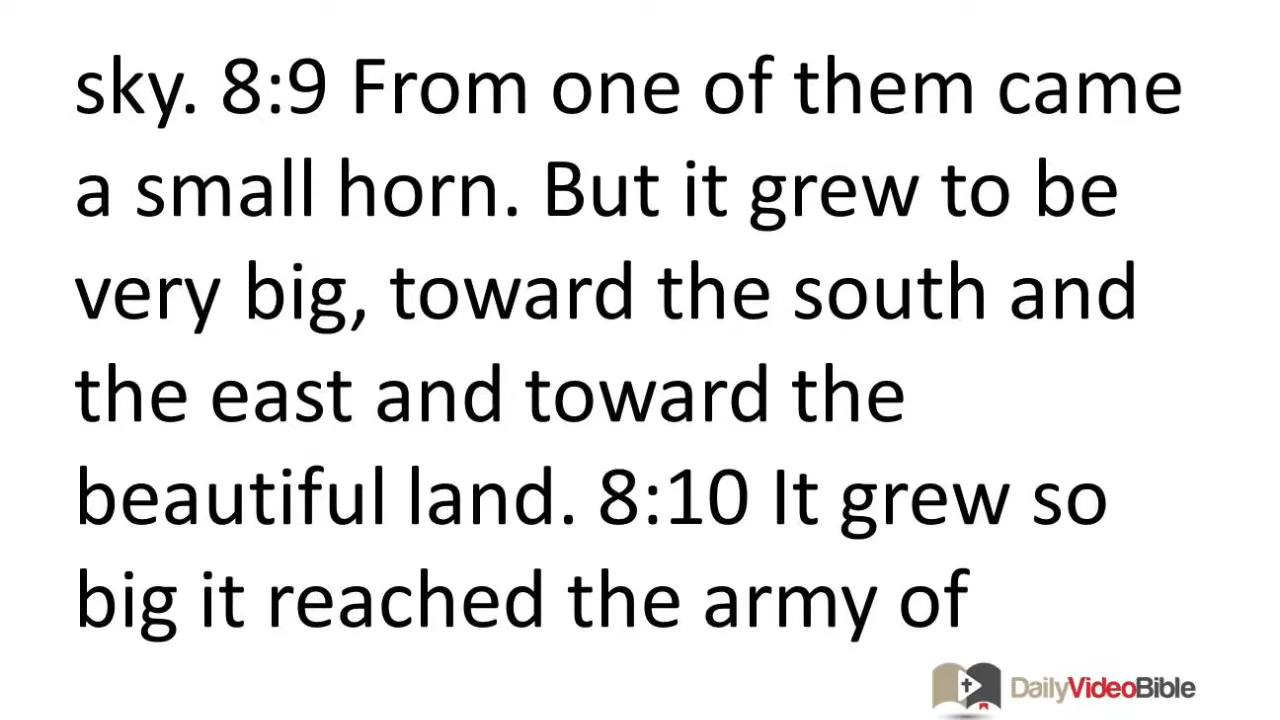 sky. 8:9 From one of them came
a small horn. But it grew to be
very big, toward the south and
the east and toward the
beautiful land. 8:10 It grew so
big it reached the army of
DailyVideoBible